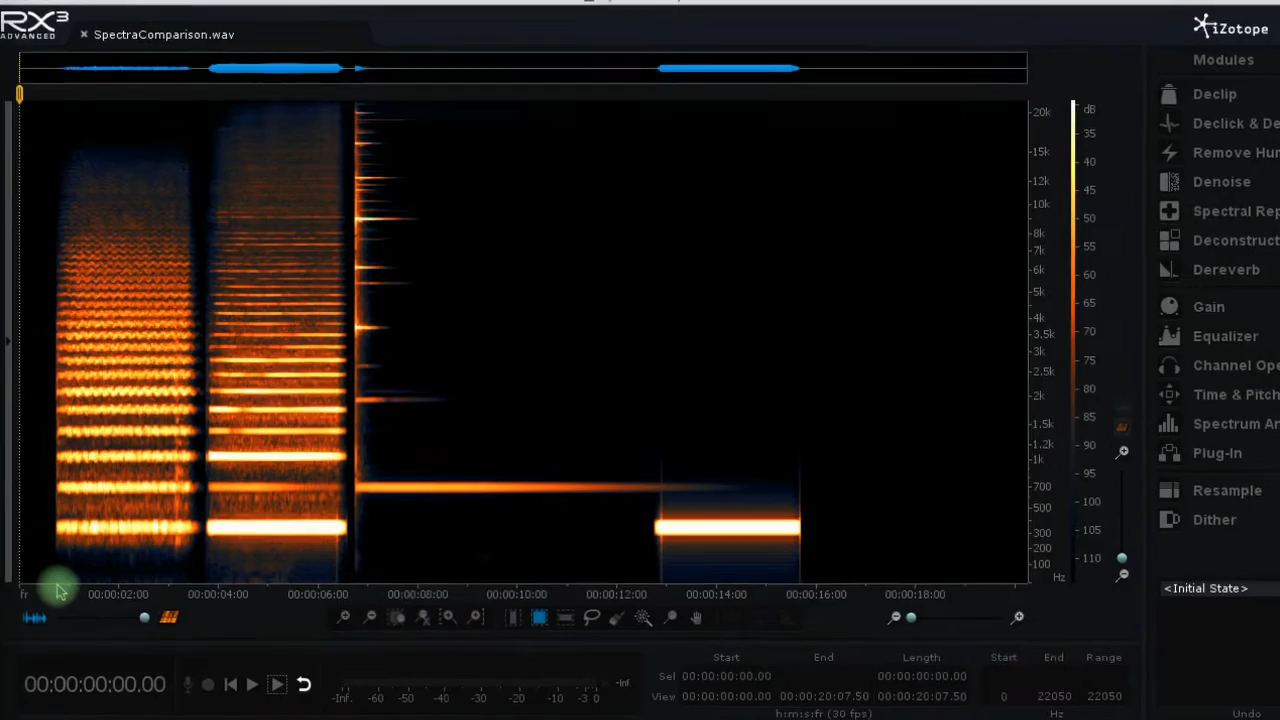 RX3
ADVANCED
× SpectraComparison.wav
iZotope
Modules
Declip
Declick & De
Remove Hum
Denoise
Spectral Rep
Deconstruct
Dereverb
Gain
Equalizer
Channel Ope
Time & Pitch
Spectrum An
Plug-In
Resample
Dither
<Initial State>
Undo
20k
15k
12k
10k
8k
7k
6k
5k
4k
3.5k
3k
2.5k
2k
1.5k
1.2k
1k
700
500
300
200
100
Hz
dB
35
40
45
50
55
60
65
70
75
80
85
90
95
100
105
110
fr 00:00:02:00 00:00:04:00 00:00:06:00 00:00:08:00 00:00:10:00 00:00:12:00 00:00:14:00 00:00:16:00 00:00:18:00
00:00:00:00.00
-Inf. -60 -50 -40 -30 -20 -10 -3 0
-Inf.
Start End Length Start End Range
Sel 00:00:00:00.00 00:00:00:00.00
View 00:00:00:00.00 00:00:20:07.50 00:00:20:07.50 0 22050 22050
h:m:s:fr (30 fps) Hz